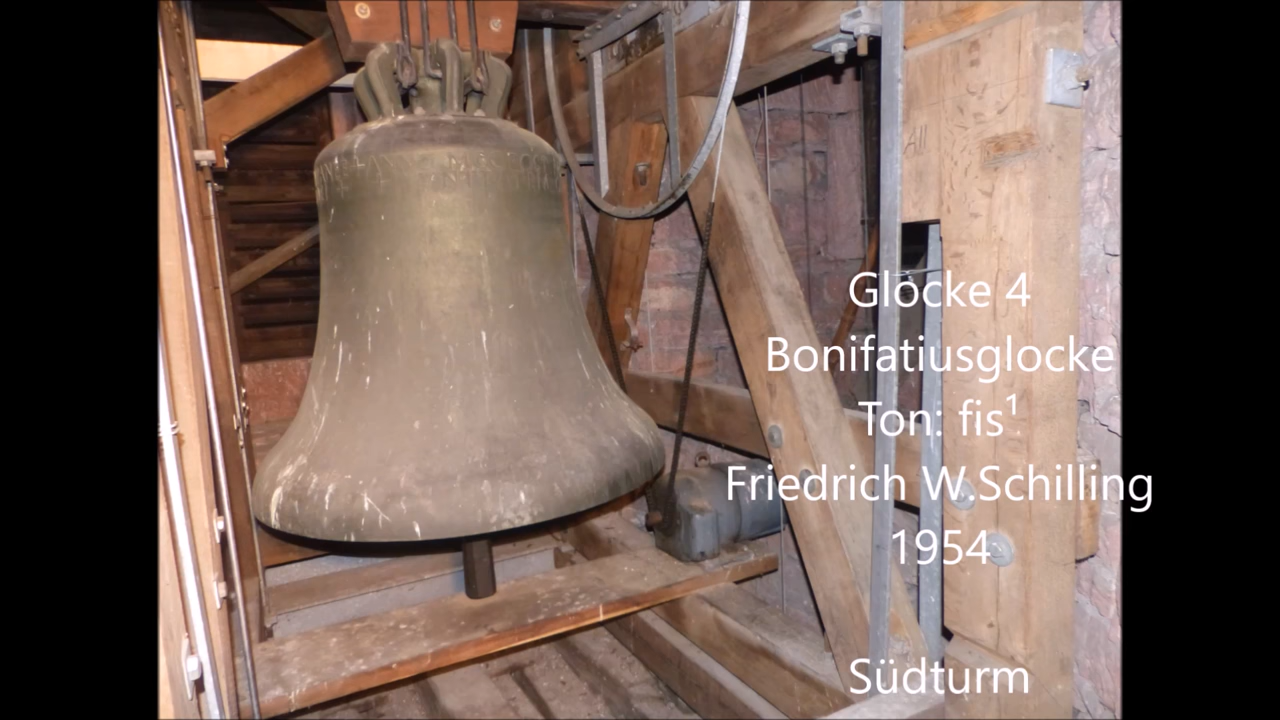 Glocke 4
Bonifatiusglocke
Ton: fis¹
Friedrich W.Schilling
1954
Südturm